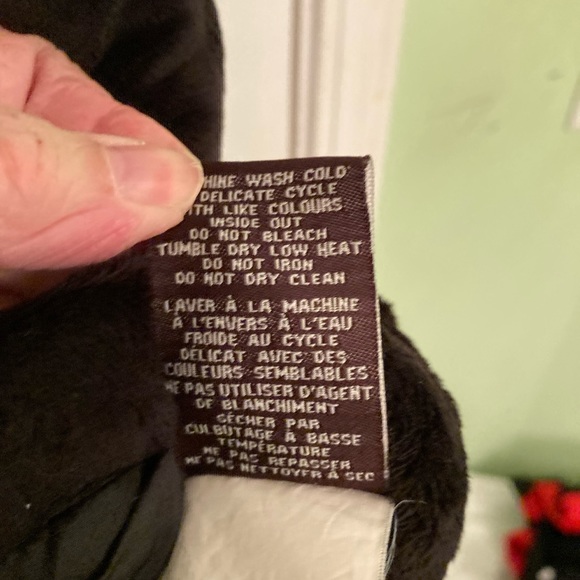 HINE WASH COLD
DELICATE CYCLE
ITH LIKE COLOURS
INSIDE OUT
DO NOT BLEACH
TUMBLE DRY LOW HEAT
DO NOT IRON
DO NOT DRY CLEAN
LAVER À LA MACHINE
A L'ENVERS À L'EAU
FROIDE AU CYCLE
DÉLICAT AVEC DES
COULEURS SEMBLABLES
NE PAS UTILISER D'AGENT
DE BLANCHIMENT
SÉCHER PAR
CULBUTAGE À BASSE
TEMPÉRATURE
NE PAS REPASSER
NE PAS NETTOYER À SEC